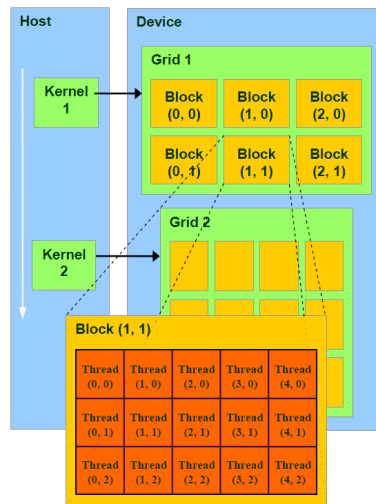 Host
Device
Grid 1
Kernel
1
Block
(0, 0)
Block
(1, 0)
Block
(2, 0)
Block
(0, 1)
Block
(1, 1)
Block
(2, 1)
Grid 2
Kernel
2
Block (1, 1)
Thread
(0, 0)
Thread
(1, 0)
Thread
(2, 0)
Thread
(3, 0)
Thread
(4, 0)
Thread
(0, 1)
Thread
(1, 1)
Thread
(2, 1)
Thread
(3, 1)
Thread
(4, 1)
Thread
(0, 2)
Thread
(1, 2)
Thread
(2, 2)
Thread
(3, 2)
Thread
(4, 2)